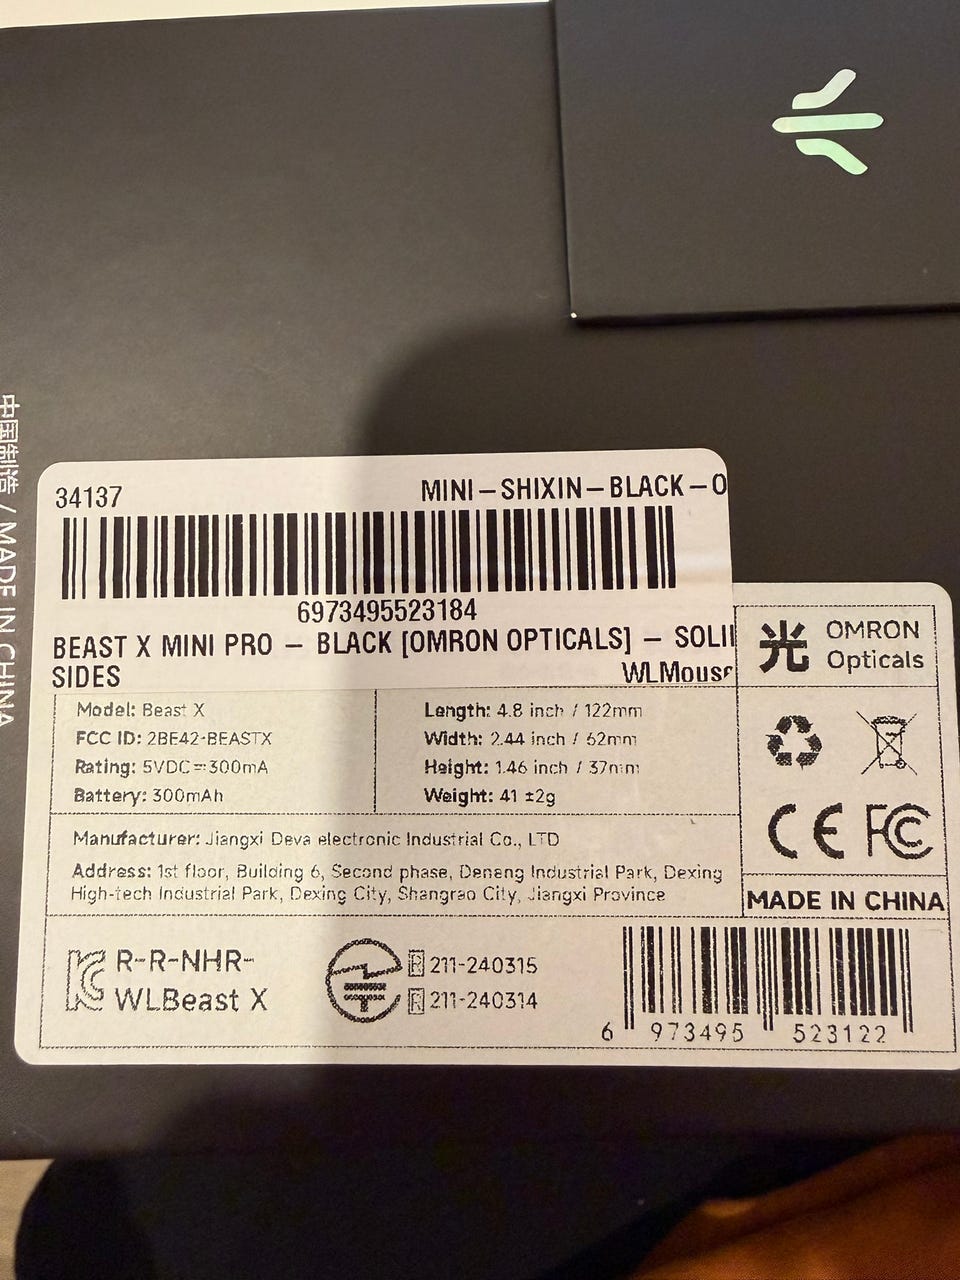 中国制造 / MADE IN CHINA
34137
MINI-SHIXIN-BLACK-O
6973495523184
BEAST X MINI PRO - BLACK [OMRON OPTICALS] -
SIDES
WLMouse
光
OMRON
Opticals
Model: Beast X
FCC ID: 2BE42-BEASTX
Rating: 5VDC⎓300mA
Battery: 300mAh
Length: 4.8 inch / 122mm
Width: 2.44 inch / 62mm
Height: 1.46 inch / 37mm
Weight: 41 ±2g
Manufacturer: Jiangxi Deva electronic Industrial Co., LTD
Address: 1st floor, Building 6, Second phase, Deneng Industrial Park, Dexing
High-tech Industrial Park, Dexing City, Shangrao City, Jiangxi Province
CE FC
MADE IN CHINA
R-R-NHR-
WLBeast X
R 211-240315
R 211-240314
6 973495 523122